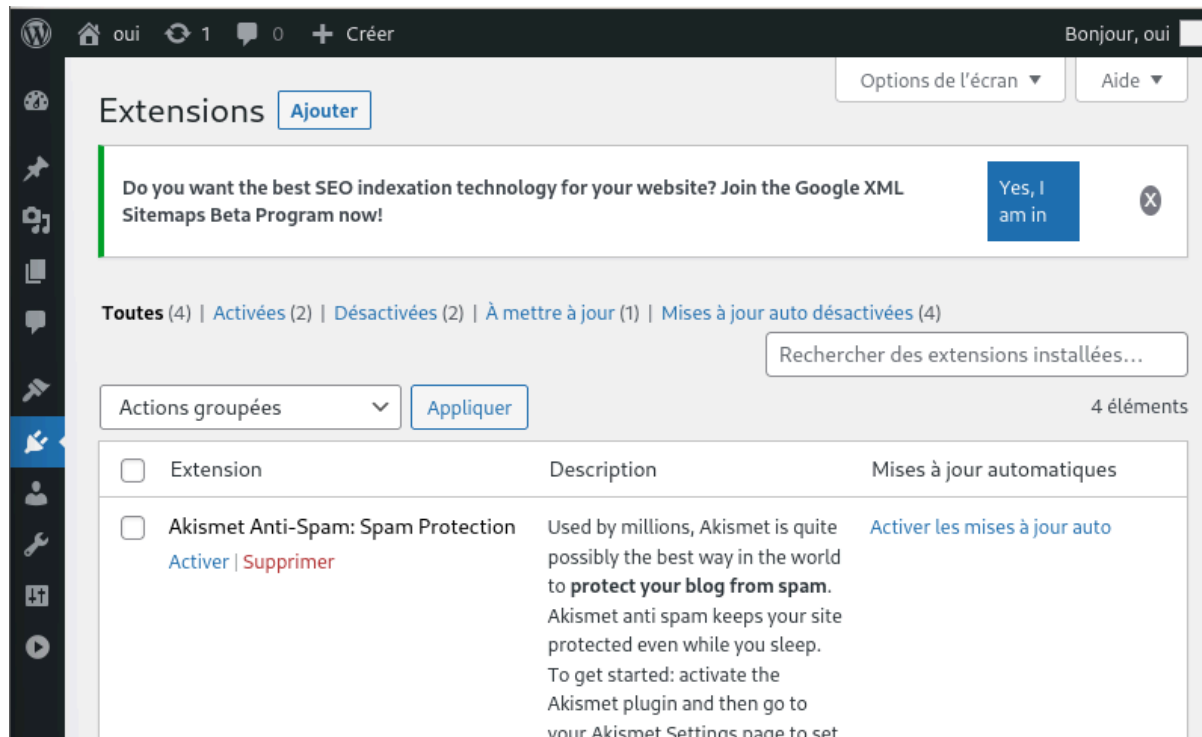 oui 1 0 + Créer Bonjour, oui
Options de l'écran ▼ Aide ▼
Extensions Ajouter
Do you want the best SEO indexation technology for your website? Join the Google XML
Sitemaps Beta Program now!
Yes, I
am in
X
Toutes (4) | Activées (2) | Désactivées (2) | À mettre à jour (1) | Mises à jour auto désactivées (4)
Rechercher des extensions installées…
Actions groupées Appliquer 4 éléments
Extension Description Mises à jour automatiques
Akismet Anti-Spam: Spam Protection
Activer | Supprimer
Used by millions, Akismet is quite
possibly the best way in the world
to protect your blog from spam.
Akismet anti spam keeps your site
protected even while you sleep.
To get started: activate the
Akismet plugin and then go to
your Akismet Settings page to set
Activer les mises à jour auto